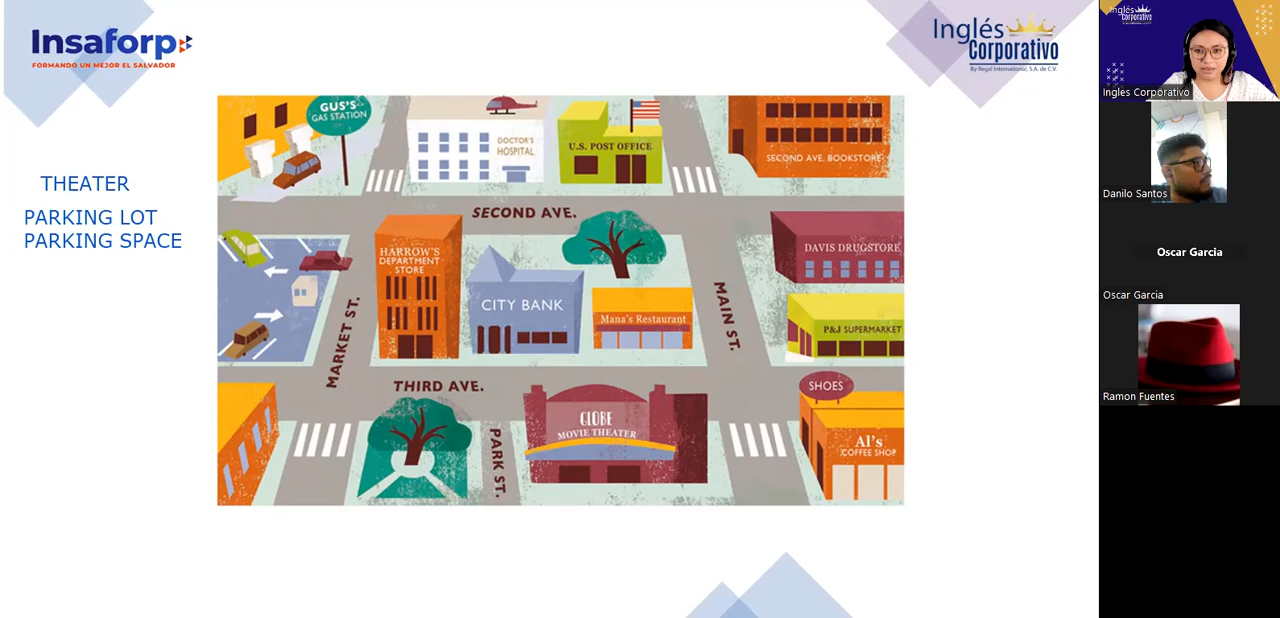 Insaforp
FORMANDO UN MEJOR EL SALVADOR
Inglés
Corporativo
By Regal International, S.A. de C.V.
THEATER
PARKING LOT
PARKING SPACE
GUS'S
GAS STATION
DOCTOR'S
HOSPITAL
U.S. POST OFFICE
SECOND AVE. BOOKSTORE
SECOND AVE.
HARROW'S
DEPARTMENT
STORE
CITY BANK
Mana's Restaurant
DAVIS DRUGSTORE
P&J SUPERMARKET
MARKET ST.
MAIN ST.
THIRD AVE.
PARK ST.
GLOBE
MOVIE THEATER
SHOES
Al's
COFFEE SHOP
Inglés
Corporativo
Ingles Corporativo
Danilo Santos
Oscar Garcia
Oscar Garcia
Ramon Fuentes